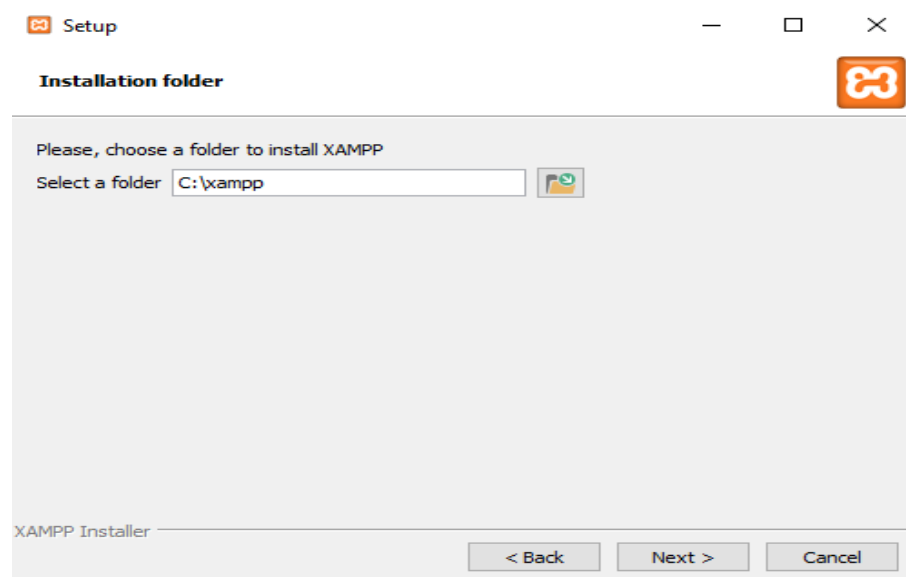 Setup
Installation folder
Please, choose a folder to install XAMPP
Select a folder C:\xampp
XAMPP Installer
< Back Next > Cancel